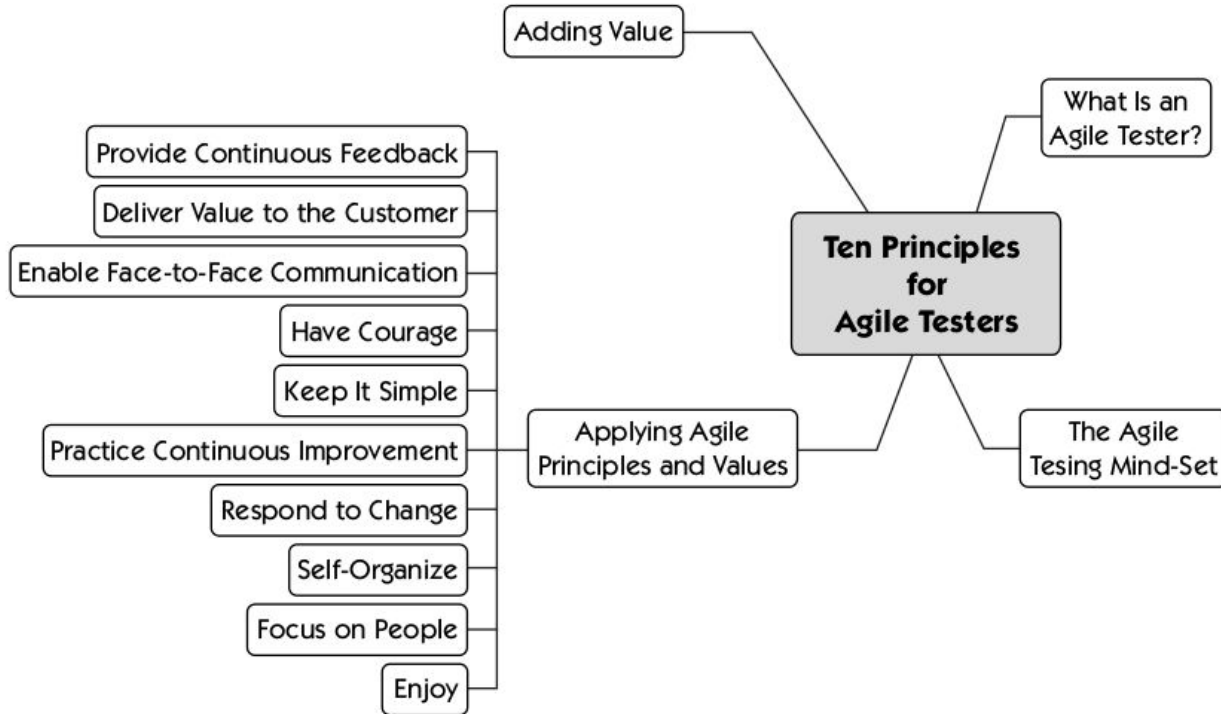 Adding Value
What Is an
Agile Tester?
Provide Continuous Feedback
Deliver Value to the Customer
Enable Face-to-Face Communication
Have Courage
Keep It Simple
Practice Continuous Improvement
Respond to Change
Self-Organize
Focus on People
Enjoy
Ten Principles
for
Agile Testers
Applying Agile
Principles and Values
The Agile
Tesing Mind-Set